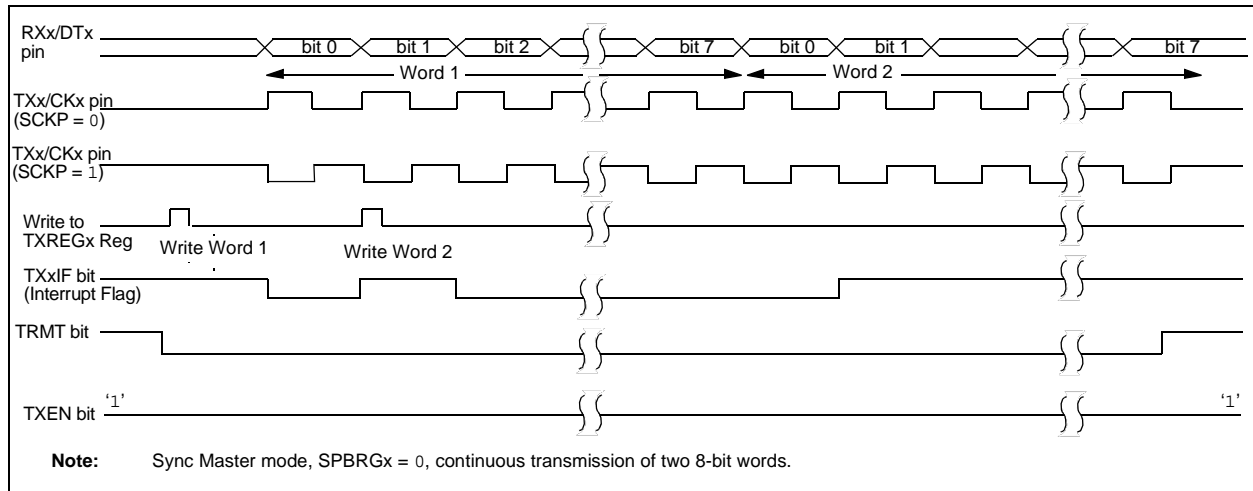 RXx/DTx
pin
bit 0 bit 1 bit 2 bit 7 bit 0 bit 1 bit 7
Word 1 Word 2
TXx/CKx pin
(SCKP = 0)
TXx/CKx pin
(SCKP = 1)
Write to
TXREGx Reg
Write Word 1 Write Word 2
TXxIF bit
(Interrupt Flag)
TRMT bit
TXEN bit ‘1’ ‘1’
Note: Sync Master mode, SPBRGx = 0, continuous transmission of two 8-bit words.